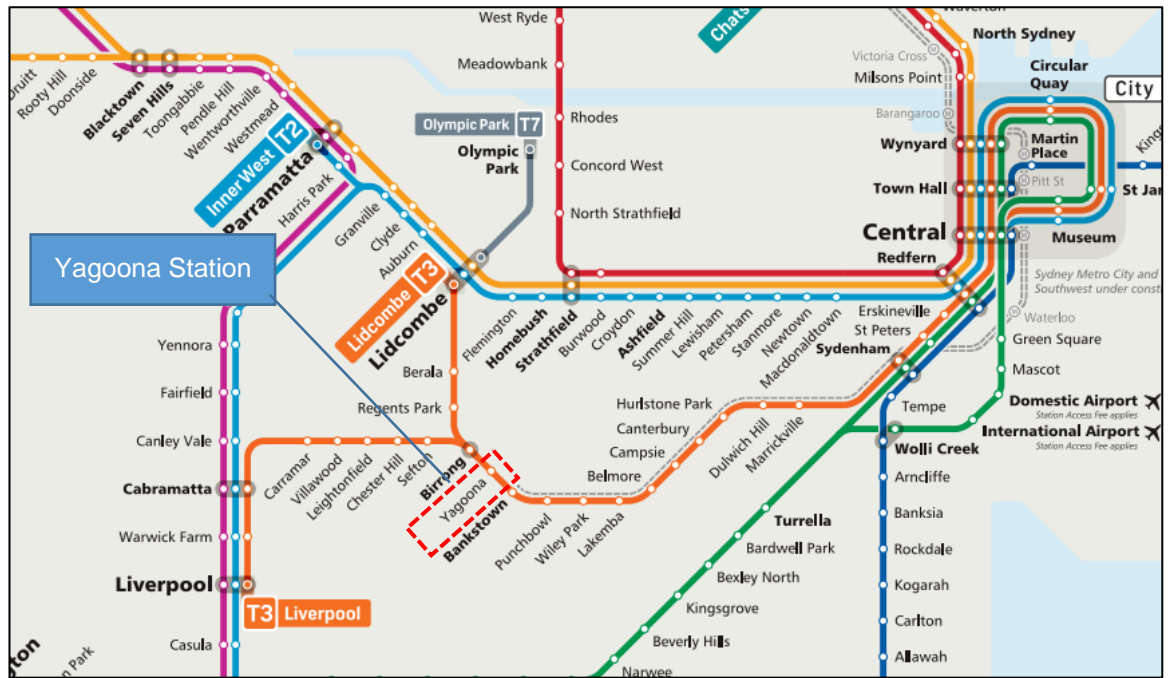 West Ryde
Meadowbank
Chats
Waverton
North Sydney
Victoria Cross
Milsons Point
Circular
Quay
City
Druitt
Rooty Hill
Doonside
Blacktown
Seven Hills
Toongabbie
Pendle Hill
Wentworthville
Westmead
Inner West T2
Parramatta
Harris Park
Granville
Clyde
Auburn
Olympic Park T7
Olympic
Park
Rhodes
Concord West
North Strathfield
Barangaroo
Wynyard
Martin
Place
Pitt St
Town Hall
St Jam
Central
Museum
Redfern
Yagoona Station
Lidcombe T3
Lidcombe
Flemington
Homebush
Strathfield
Burwood
Croydon
Ashfield
Summer Hill
Lewisham
Petersham
Stanmore
Newtown
Macdonaldtown
Erskineville
St Peters
Sydenham
Sydney Metro City and
Southwest under const
Waterloo
Green Square
Mascot
Domestic Airport
Station Access Fee applies
International Airport
Station Access Fee applies
Yennora
Fairfield
Canley Vale
Cabramatta
Warwick Farm
Liverpool
T3 Liverpool
Casula
Berala
Regents Park
Carramar
Villawood
Leightonfield
Chester Hill
Sefton
Birrong
Yagoona
Bankstown
Punchbowl
Wiley Park
Lakemba
Belmore
Campsie
Canterbury
Hurlstone Park
Dulwich Hill
Marrickville
Tempe
Wolli Creek
Arncliffe
Banksia
Rockdale
Kogarah
Carlton
Allawah
Turrella
Bardwell Park
Bexley North
Kingsgrove
Beverly Hills
Narwee
gton
Park